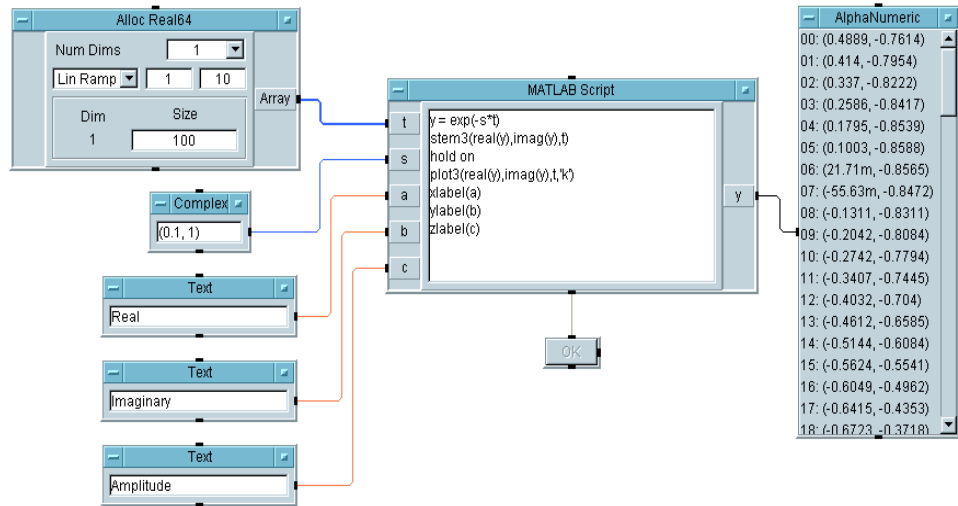 Alloc Real64
Num Dims 1
Lin Ramp 1 10
Dim Size
1 100
Array
Complex
(0.1, 1)
Text
Real
Text
Imaginary
Text
Amplitude
MATLAB Script
t
s
a
b
c
y = exp(-s*t)
stem3(real(y),imag(y),t)
hold on
plot3(real(y),imag(y),t,'k')
xlabel(a)
ylabel(b)
zlabel(c)
y
OK
AlphaNumeric
00: (0.4889, -0.7614)
01: (0.414, -0.7954)
02: (0.337, -0.8222)
03: (0.2586, -0.8417)
04: (0.1795, -0.8539)
05: (0.1003, -0.8588)
06: (21.71m, -0.8565)
07: (-55.63m, -0.8472)
08: (-0.1311, -0.8311)
09: (-0.2042, -0.8084)
10: (-0.2742, -0.7794)
11: (-0.3407, -0.7445)
12: (-0.4032, -0.704)
13: (-0.4612, -0.6585)
14: (-0.5144, -0.6084)
15: (-0.5624, -0.5541)
16: (-0.6049, -0.4962)
17: (-0.6415, -0.4353)
18: (-0.6723, -0.3718)